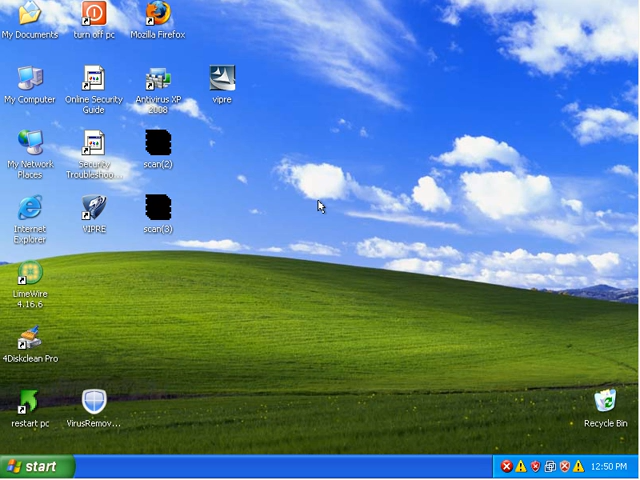 My Documents
turn off pc
Mozilla Firefox
My Computer
Online Security
Guide
Antivirus XP
2008
vipre
My Network
Places
Security
Troubleshoo...
scan(2)
Internet
Explorer
VIPRE
scan(3)
LimeWire
4.16.6
4Diskclean Pro
restart pc
VirusRemov...
Recycle Bin
start
12:50 PM